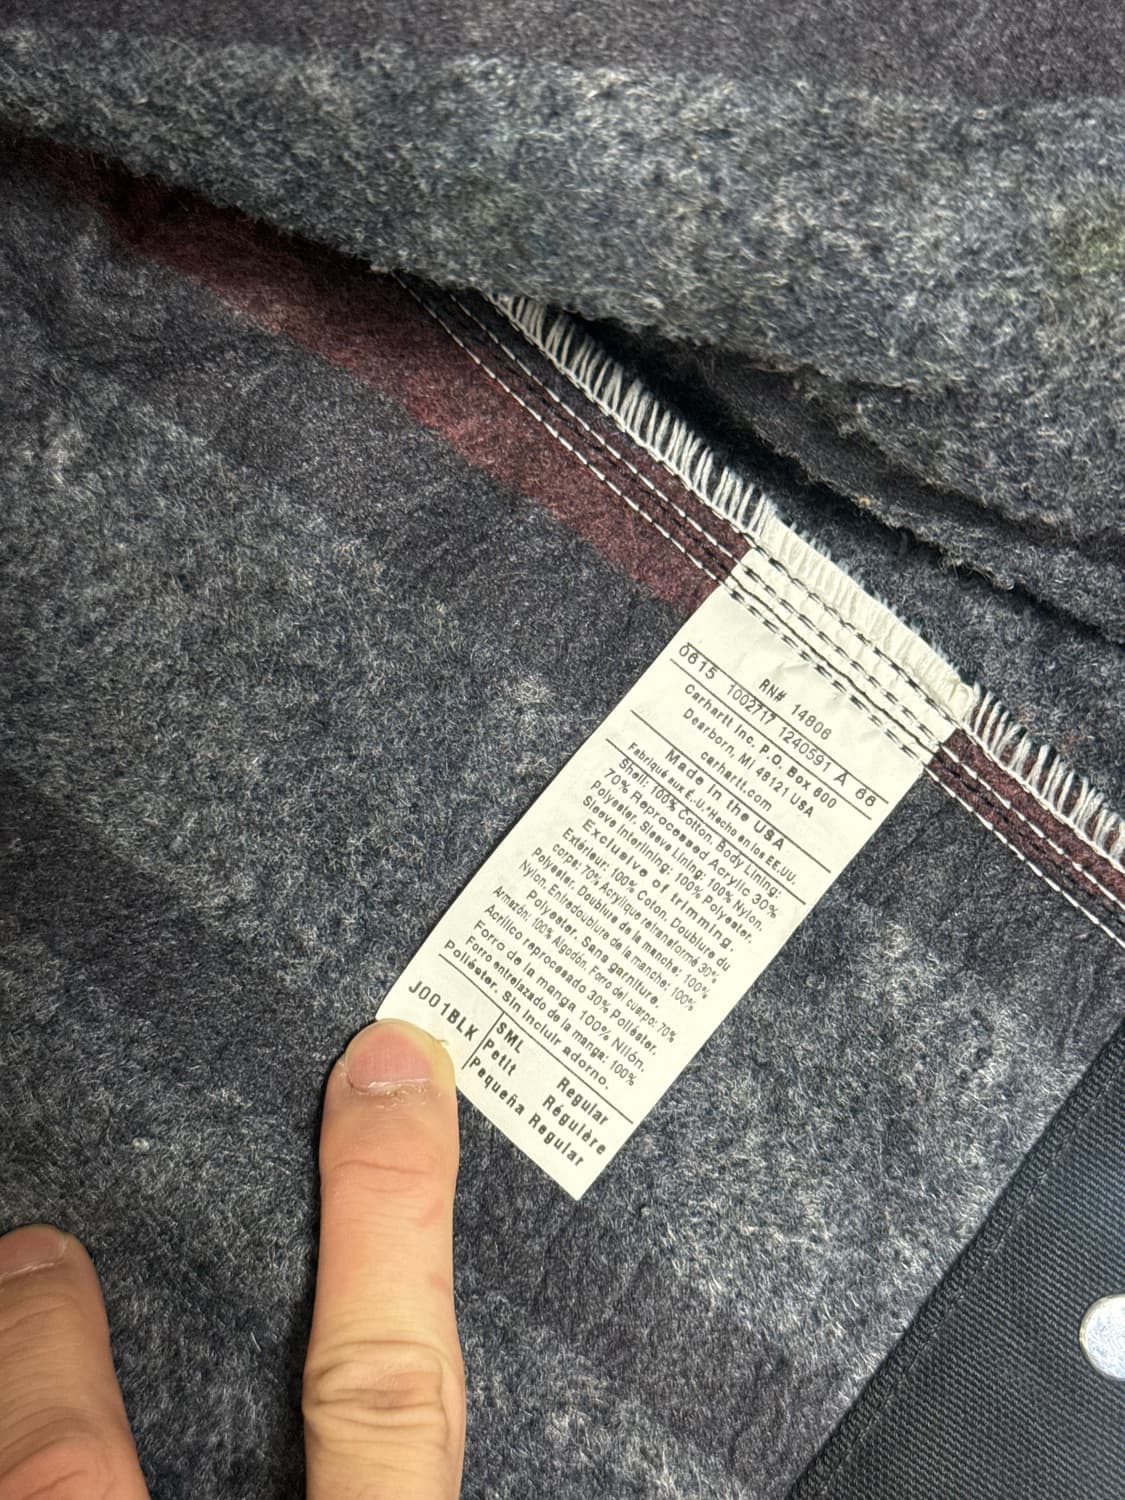 RN# 14806
0615 1002717 1240591 A 66
Carhartt Inc. P.O. Box 600
Dearborn, MI 48121 USA
carhartt.com
Made in the USA
Fabriqué aux É.-U.*Hecho en los EE.UU.
Shell: 100% Cotton. Body Lining:
70% Reprocessed Acrylic 30%
Polyester. Sleeve Lining: 100% Nylon.
Sleeve Interlining: 100% Polyester.
Exclusive of trimming.
Extérieur: 100% Coton. Doublure du
corps: 70% Acrylique retransformé 30%
Polyester. Doublure de la manche: 100%
Nylon. Entredoublure de la manche: 100%
Polyester. Sans garniture.
Armazón: 100% Algodón. Forro del cuerpo: 70%
Acrílico reprocesado 30% Poliéster.
Forro de la manga 100% Nilón.
Forro entrelazado de la manga: 100%
Poliéster. Sin incluir adorno.
J001BLK
SML Regular
Petit Régulère
Pequeña Regular